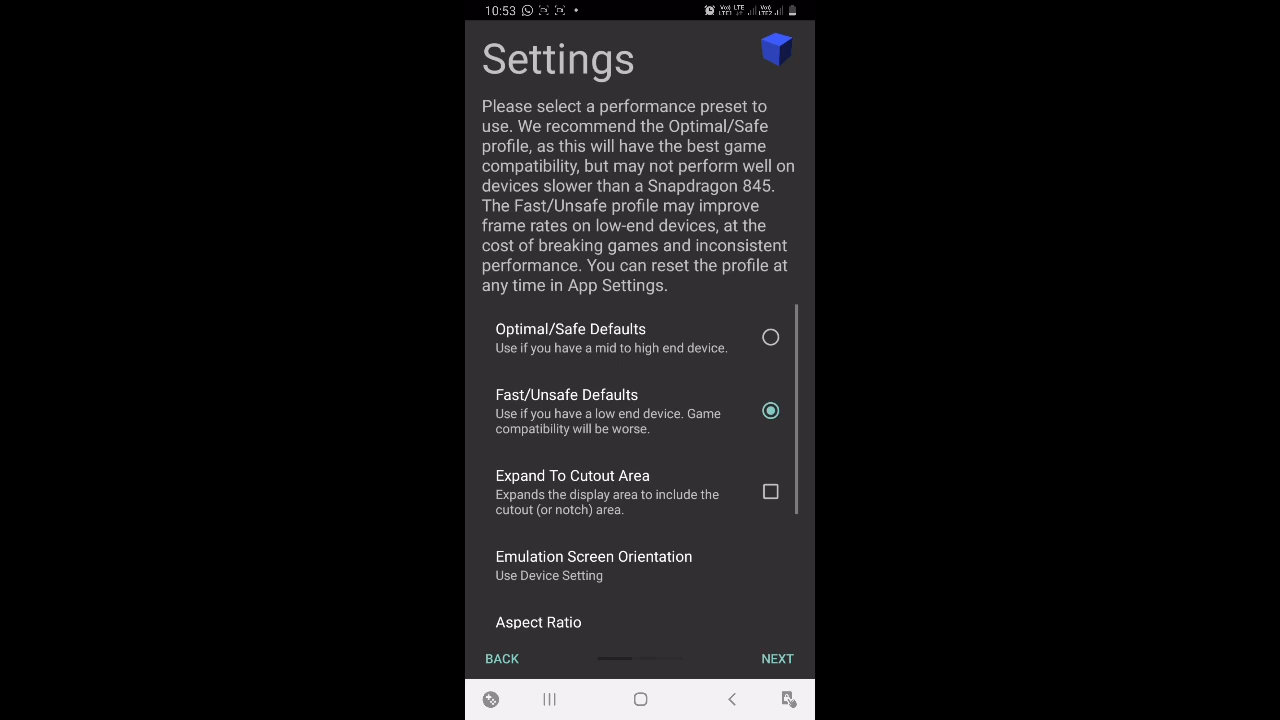 10:53
Settings
Please select a performance preset to
use. We recommend the Optimal/Safe
profile, as this will have the best game
compatibility, but may not perform well on
devices slower than a Snapdragon 845.
The Fast/Unsafe profile may improve
frame rates on low-end devices, at the
cost of breaking games and inconsistent
performance. You can reset the profile at
any time in App Settings.
Optimal/Safe Defaults
Use if you have a mid to high end device.
Fast/Unsafe Defaults
Use if you have a low end device. Game
compatibility will be worse.
Expand To Cutout Area
Expands the display area to include the
cutout (or notch) area.
Emulation Screen Orientation
Use Device Setting
Aspect Ratio
BACK NEXT